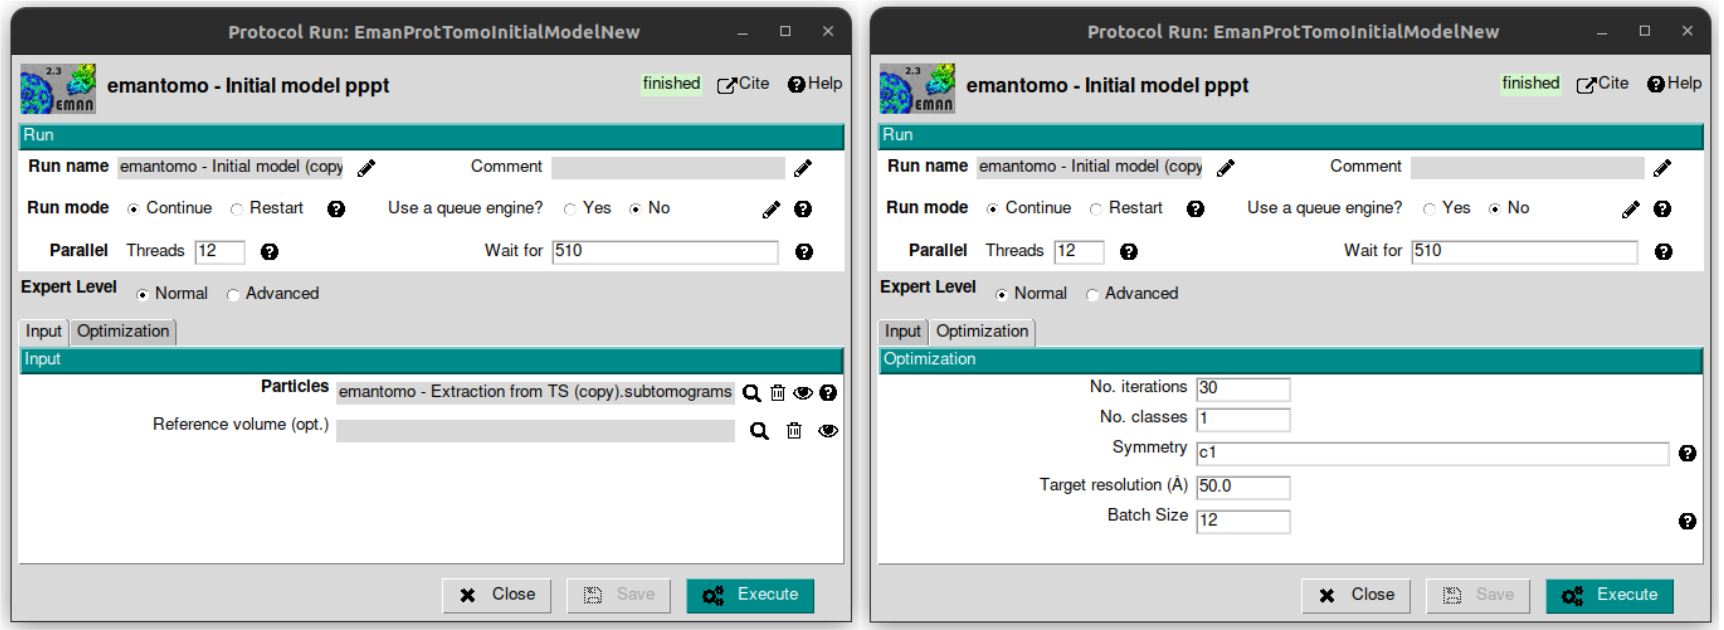 Protocol Run: EmanProtTomoInitialModelNew
2.3
EMAN
emantomo - Initial model pppt
finished
Cite
Help
Run
Run name emantomo - Initial model (copy
Comment
Run mode Continue Restart
Use a queue engine? Yes No
Parallel Threads 12
Wait for 510
Expert Level Normal Advanced
Input Optimization
Input
Particles emantomo - Extraction from TS (copy).subtomograms
Reference volume (opt.)
Close Save Execute
Protocol Run: EmanProtTomoInitialModelNew
2.3
EMAN
emantomo - Initial model pppt
finished
Cite
Help
Run
Run name emantomo - Initial model (copy
Comment
Run mode Continue Restart
Use a queue engine? Yes No
Parallel Threads 12
Wait for 510
Expert Level Normal Advanced
Input Optimization
Optimization
No. iterations 30
No. classes 1
Symmetry c1
Target resolution (Å) 50.0
Batch Size 12
Close Save Execute